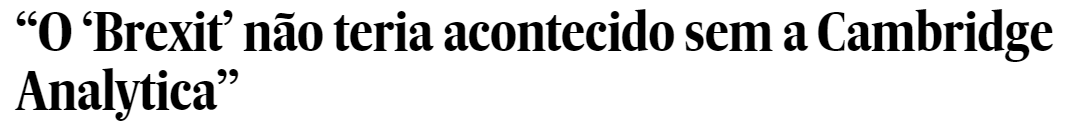 “O ‘Brexit’ não teria acontecido sem a Cambridge
Analytica”